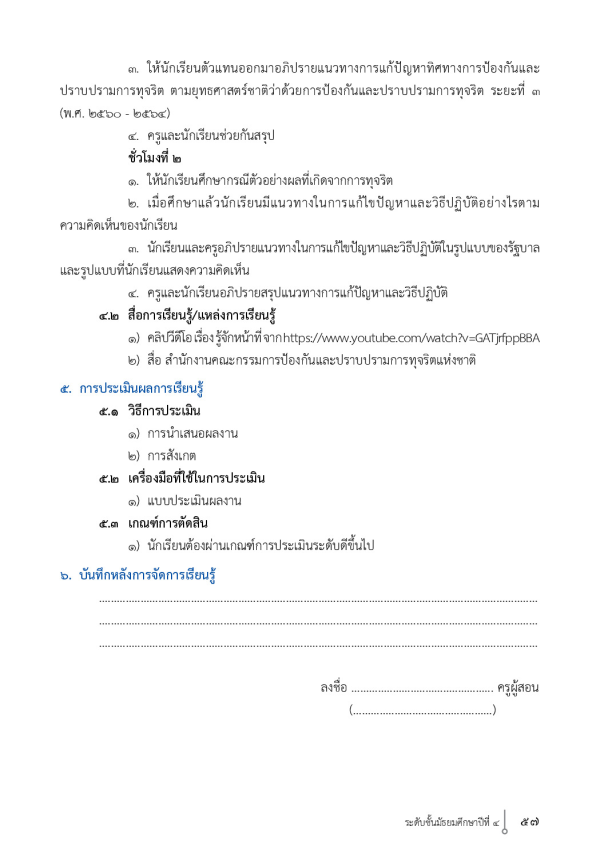 ๓. ให้นักเรียนตัวแทนออกมาอภิปรายแนวทางการแก้ปัญหาทิศทางการป้องกันและ
ปราบปรามการทุจริต ตามยุทธศาสตร์ชาติว่าด้วยการป้องกันและปราบปรามการทุจริต ระยะที่ ๓
(พ.ศ. ๒๕๖๐ - ๒๕๖๔)
๔. ครูและนักเรียนช่วยกันสรุป
ชั่วโมงที่ ๒
๑. ให้นักเรียนศึกษากรณีตัวอย่างผลที่เกิดจากการทุจริต
๒. เมื่อศึกษาแล้วนักเรียนมีแนวทางในการแก้ไขปัญหาและวิธีปฏิบัติอย่างไรตาม
ความคิดเห็นของนักเรียน
๓. นักเรียนและครูอภิปรายแนวทางในการแก้ไขปัญหาและวิธีปฏิบัติในรูปแบบของรัฐบาล
และรูปแบบที่นักเรียนแสดงความคิดเห็น
๔. ครูและนักเรียนอภิปรายสรุปแนวทางการแก้ปัญหาและวิธีปฏิบัติ
๔.๒ สื่อการเรียนรู้/แหล่งการเรียนรู้
๑) คลิปวีดีโอ เรื่อง รู้จักหน้าที่ จาก https://www.youtube.com/watch?v=GATjrfppBBA
๒) สื่อ สำนักงานคณะกรรมการป้องกันและปราบปรามการทุจริตแห่งชาติ
๕. การประเมินผลการเรียนรู้
๕.๑ วิธีการประเมิน
๑) การนำเสนอผลงาน
๒) การสังเกต
๕.๒ เครื่องมือที่ใช้ในการประเมิน
๑) แบบประเมินผลงาน
๕.๓ เกณฑ์การตัดสิน
๑) นักเรียนต้องผ่านเกณฑ์การประเมินระดับดีขึ้นไป
๖. บันทึกหลังการจัดการเรียนรู้
....................................................................................................................................................
....................................................................................................................................................
....................................................................................................................................................
ลงชื่อ ................................................ ครูผู้สอน
(...............................................)
ระดับชั้นมัธยมศึกษาปีที่ ๔ ๕๗